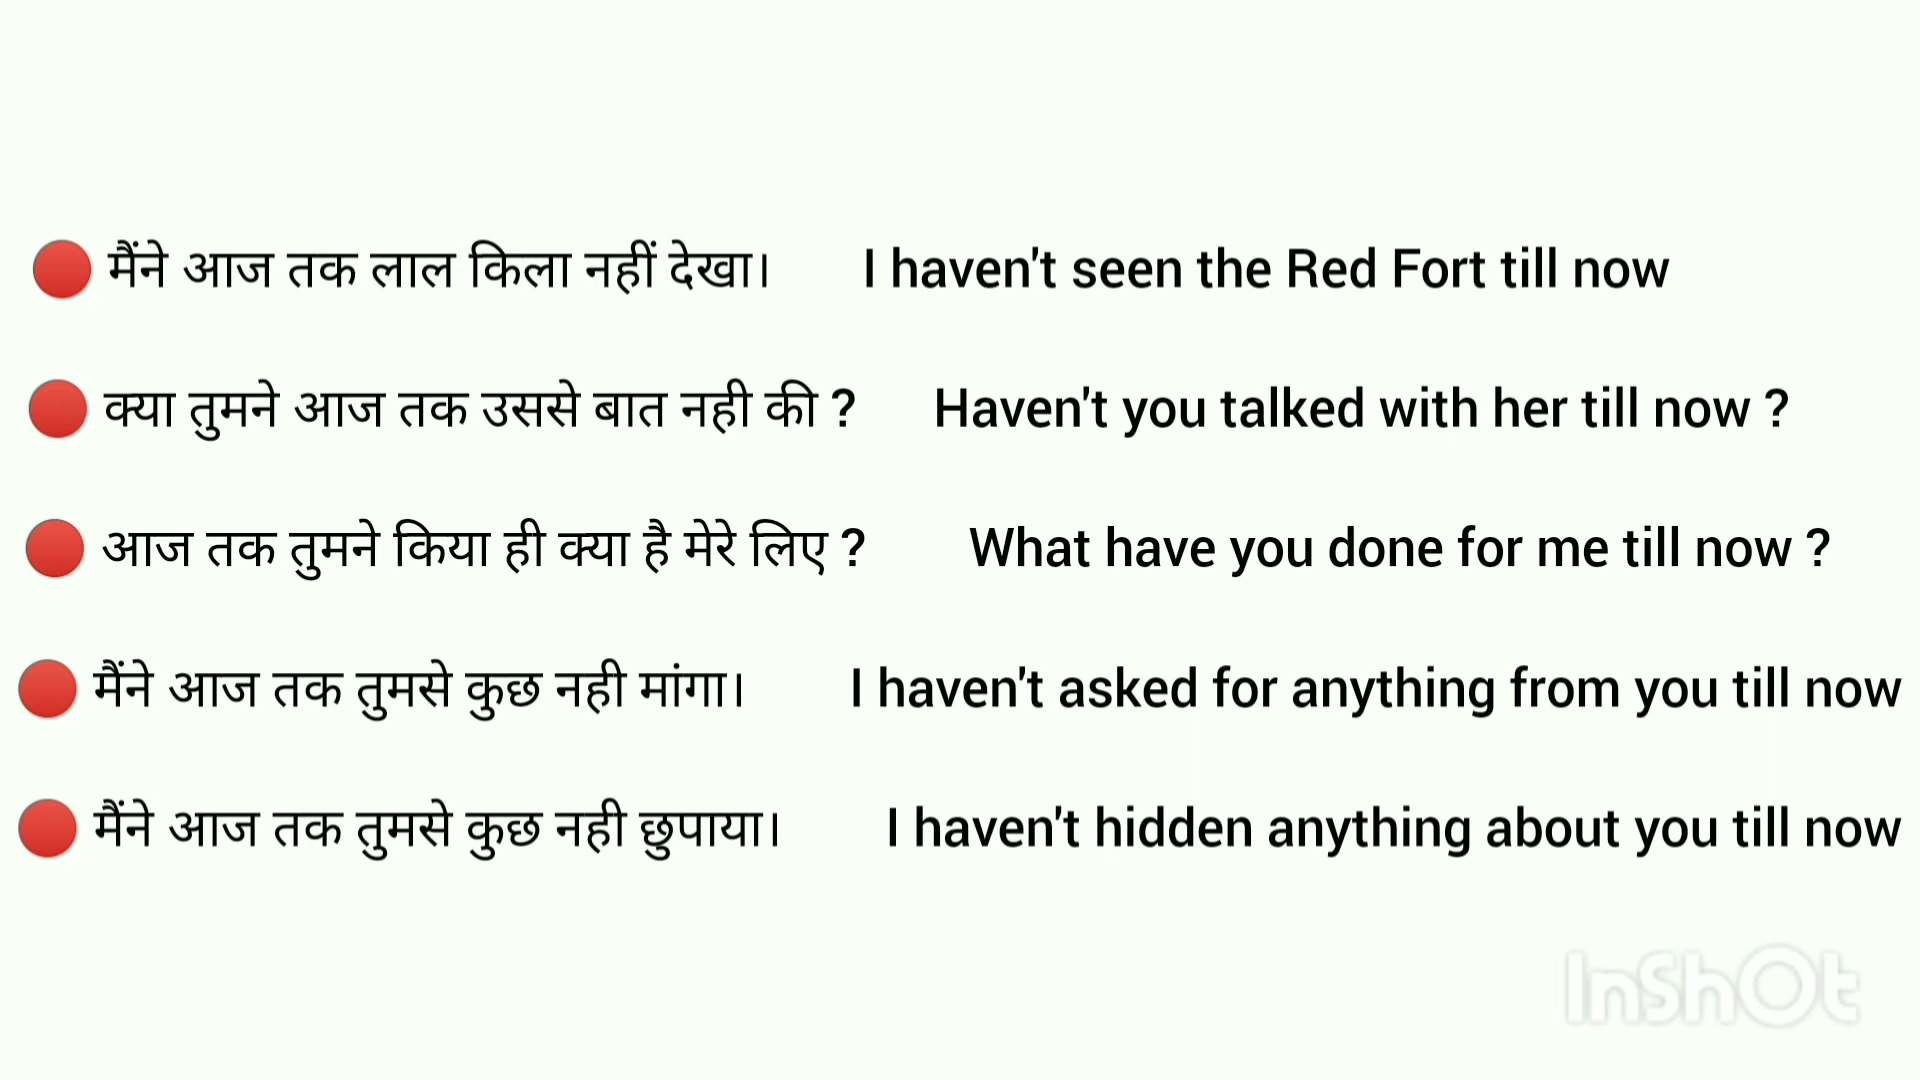 मैंने आज तक लाल किला नहीं देखा। I haven't seen the Red Fort till now
क्या तुमने आज तक उससे बात नही की ? Haven't you talked with her till now ?
आज तक तुमने किया ही क्या है मेरे लिए ? What have you done for me till now ?
मैंने आज तक तुमसे कुछ नही मांगा। I haven't asked for anything from you till now
मैंने आज तक तुमसे कुछ नही छुपाया। I haven't hidden anything about you till now
InShOt